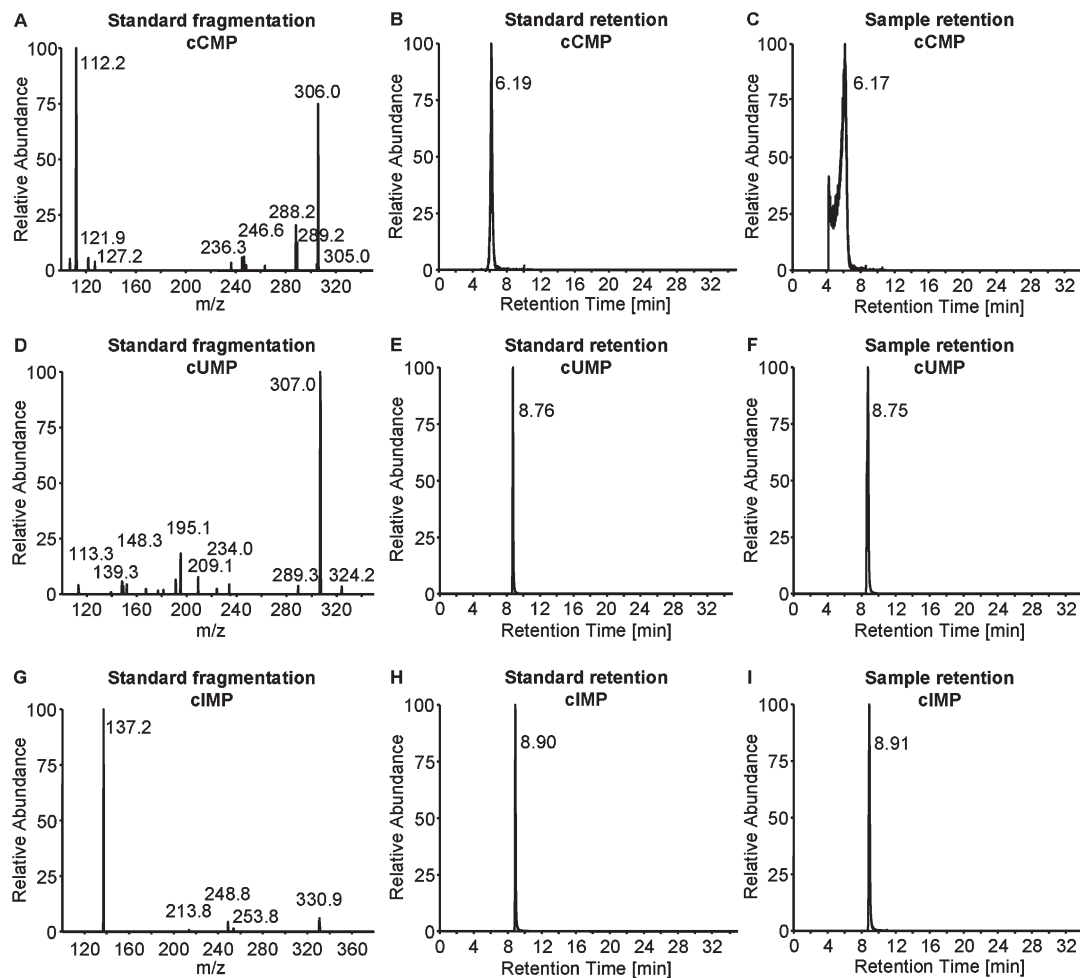 A Standard fragmentation cCMP
100
75
50
25
0
Relative Abundance
112.2
306.0
288.2
246.6
289.2
236.3
121.9
127.2
305.0
120 160 200 240 280 320
m/z
B Standard retention cCMP
100
75
50
25
0
Relative Abundance
6.19
0 4 8 12 16 20 24 28 32
Retention Time [min]
C Sample retention cCMP
100
75
50
25
0
Relative Abundance
6.17
0 4 8 12 16 20 24 28 32
Retention Time [min]
D Standard fragmentation cUMP
100
75
50
25
0
Relative Abundance
307.0
195.1
148.3
113.3
139.3
234.0
209.1
289.3
324.2
120 160 200 240 280 320
m/z
E Standard retention cUMP
100
75
50
25
0
Relative Abundance
8.76
0 4 8 12 16 20 24 28 32
Retention Time [min]
F Sample retention cUMP
100
75
50
25
0
Relative Abundance
8.75
0 4 8 12 16 20 24 28 32
Retention Time [min]
G Standard fragmentation cIMP
100
75
50
25
0
Relative Abundance
137.2
248.8
213.8
253.8
330.9
120 160 200 240 280 320 360
m/z
H Standard retention cIMP
100
75
50
25
0
Relative Abundance
8.90
0 4 8 12 16 20 24 28 32
Retention Time [min]
I Sample retention cIMP
100
75
50
25
0
Relative Abundance
8.91
0 4 8 12 16 20 24 28 32
Retention Time [min]